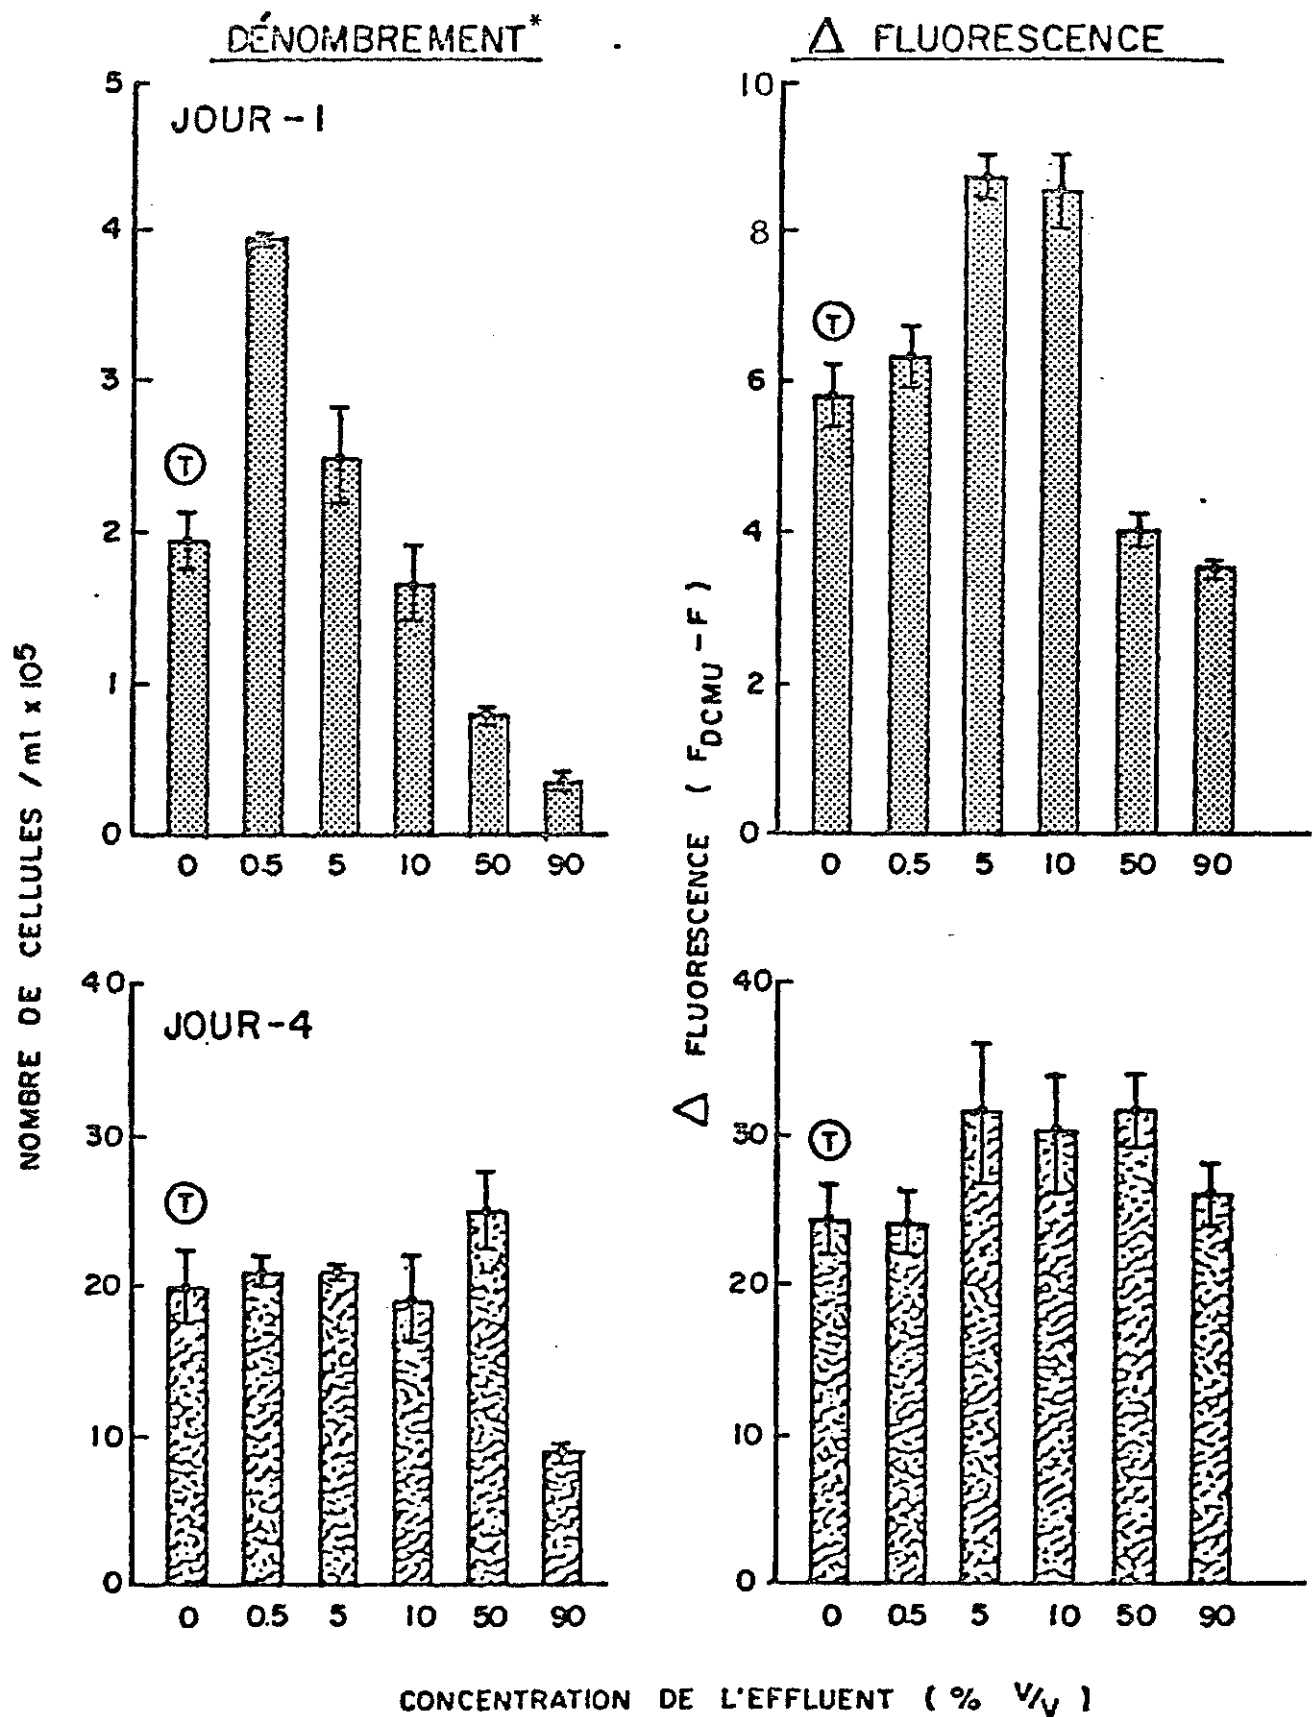 DÉNOMBREMENT*
Δ FLUORESCENCE
JOUR-1
5
4
3
2
1
0
T
0 0.5 5 10 50 90
10
8
6
4
2
0
T
0 0.5 5 10 50 90
NOMBRE DE CELLULES / ml x 10⁵
Δ FLUORESCENCE ( F_DCMU - F )
JOUR-4
40
30
20
10
0
T
0 0.5 5 10 50 90
40
30
20
10
0
T
0 0.5 5 10 50 90
CONCENTRATION DE L'EFFLUENT ( % V/V )